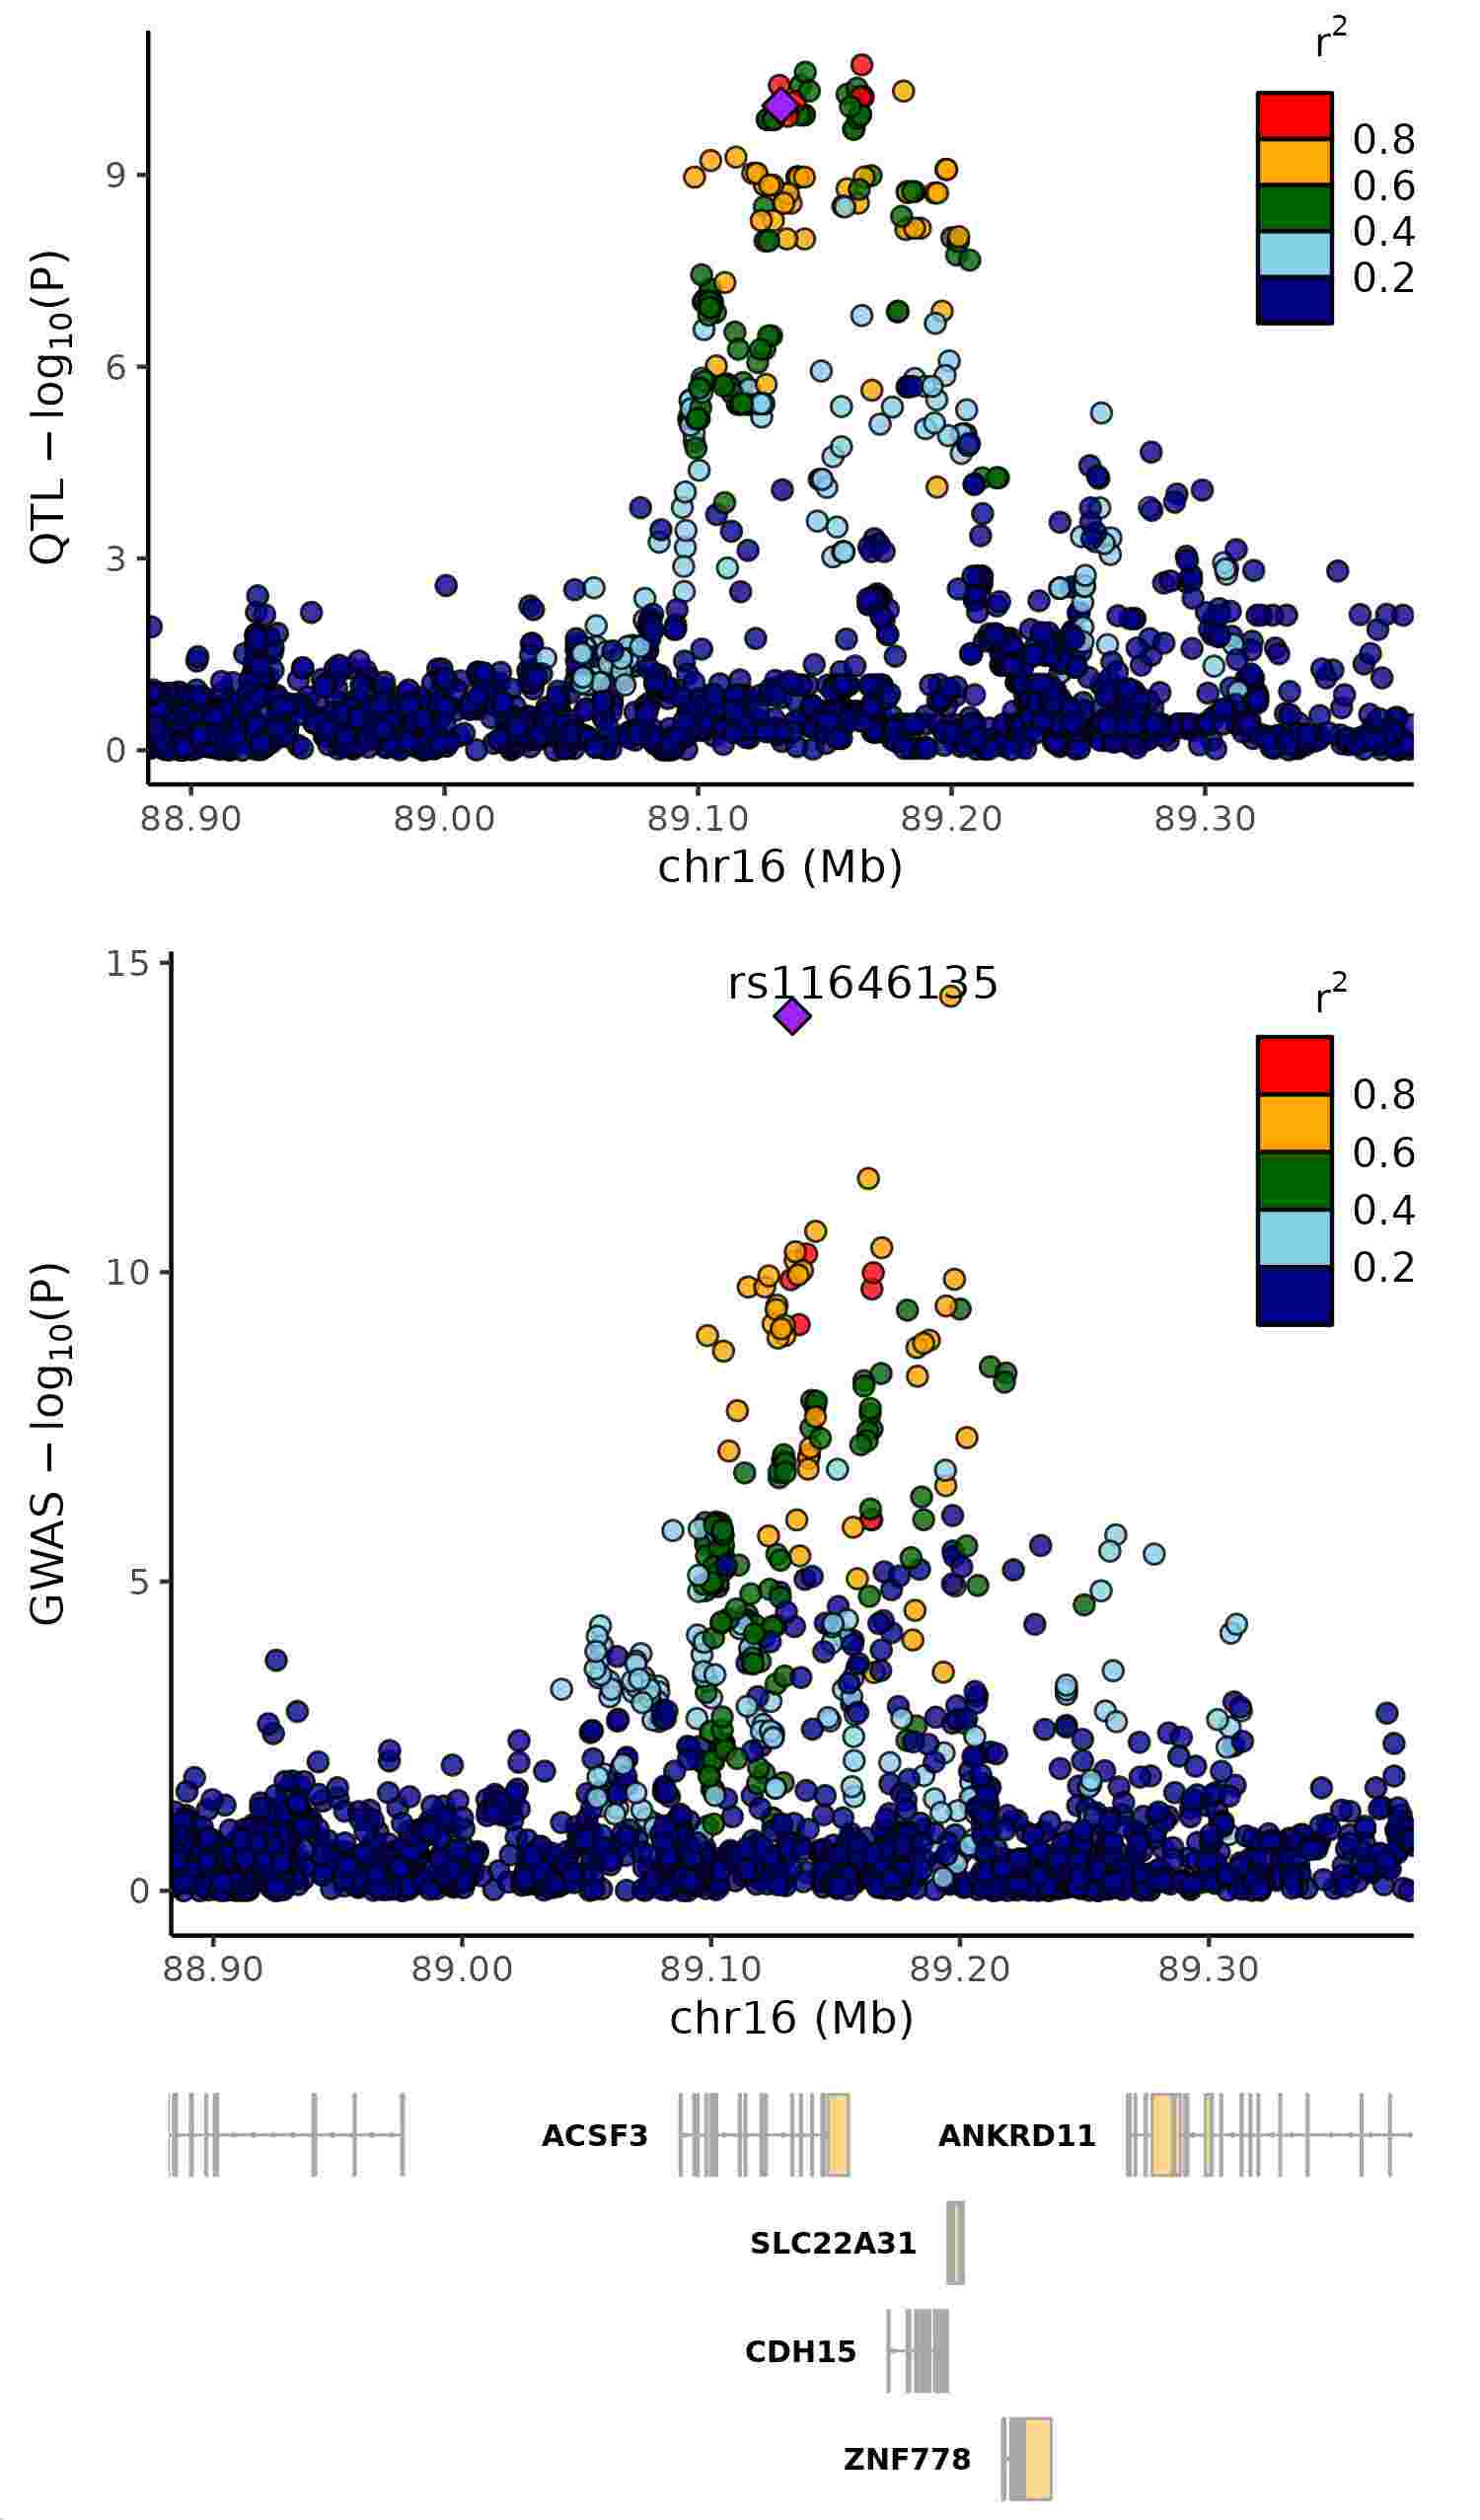 r²
0.8
0.6
0.4
0.2
QTL − log₁₀(P)
9
6
3
0
88.90 89.00 89.10 89.20 89.30
chr16 (Mb)
rs11646135
r²
0.8
0.6
0.4
0.2
GWAS − log₁₀(P)
15
10
5
0
88.90 89.00 89.10 89.20 89.30
chr16 (Mb)
ACSF3 ANKRD11
SLC22A31
CDH15
ZNF778